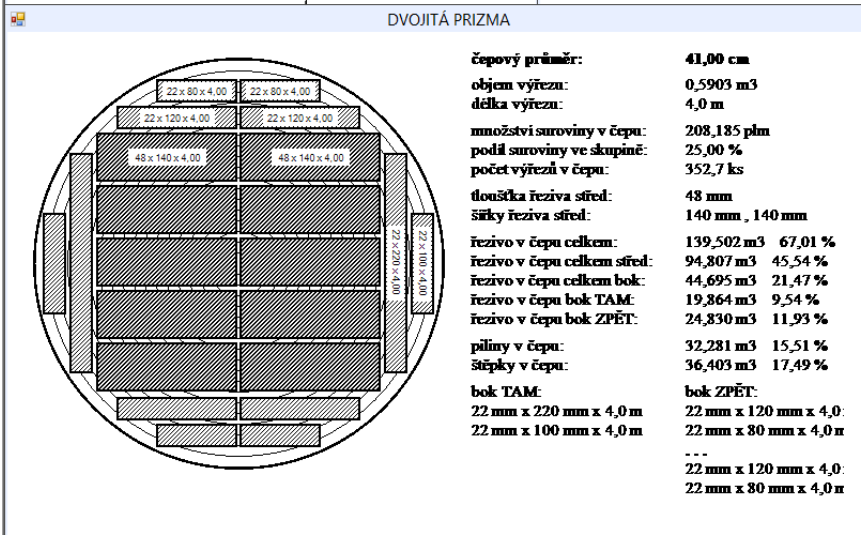 DVOJITÁ PRIZMA
22 x 80 x 4,00 22 x 80 x 4,00
22 x 120 x 4,00 22 x 120 x 4,00
48 x 140 x 4,00 48 x 140 x 4,00
22 x 220 x 4,00
22 x 100 x 4,00
čepový průměr: 41,00 cm
objem výřezu: 0,5903 m3
délka výřezu: 4,0 m
množství suroviny v čepu: 208,185 plm
podíl suroviny ve skupině: 25,00 %
počet výřezů v čepu: 352,7 ks
tloušťka řeziva střed: 48 mm
šířky řeziva střed: 140 mm , 140 mm
řezivo v čepu celkem: 139,502 m3 67,01 %
řezivo v čepu celkem střed: 94,807 m3 45,54 %
řezivo v čepu celkem bok: 44,695 m3 21,47 %
řezivo v čepu bok TAM: 19,864 m3 9,54 %
řezivo v čepu bok ZPĚT: 24,830 m3 11,93 %
piliny v čepu: 32,281 m3 15,51 %
štěpky v čepu: 36,403 m3 17,49 %
bok TAM: bok ZPĚT:
22 mm x 220 mm x 4,0 m 22 mm x 120 mm x 4,0
22 mm x 100 mm x 4,0 m 22 mm x 80 mm x 4,0 m
- - -
22 mm x 120 mm x 4,0
22 mm x 80 mm x 4,0 m